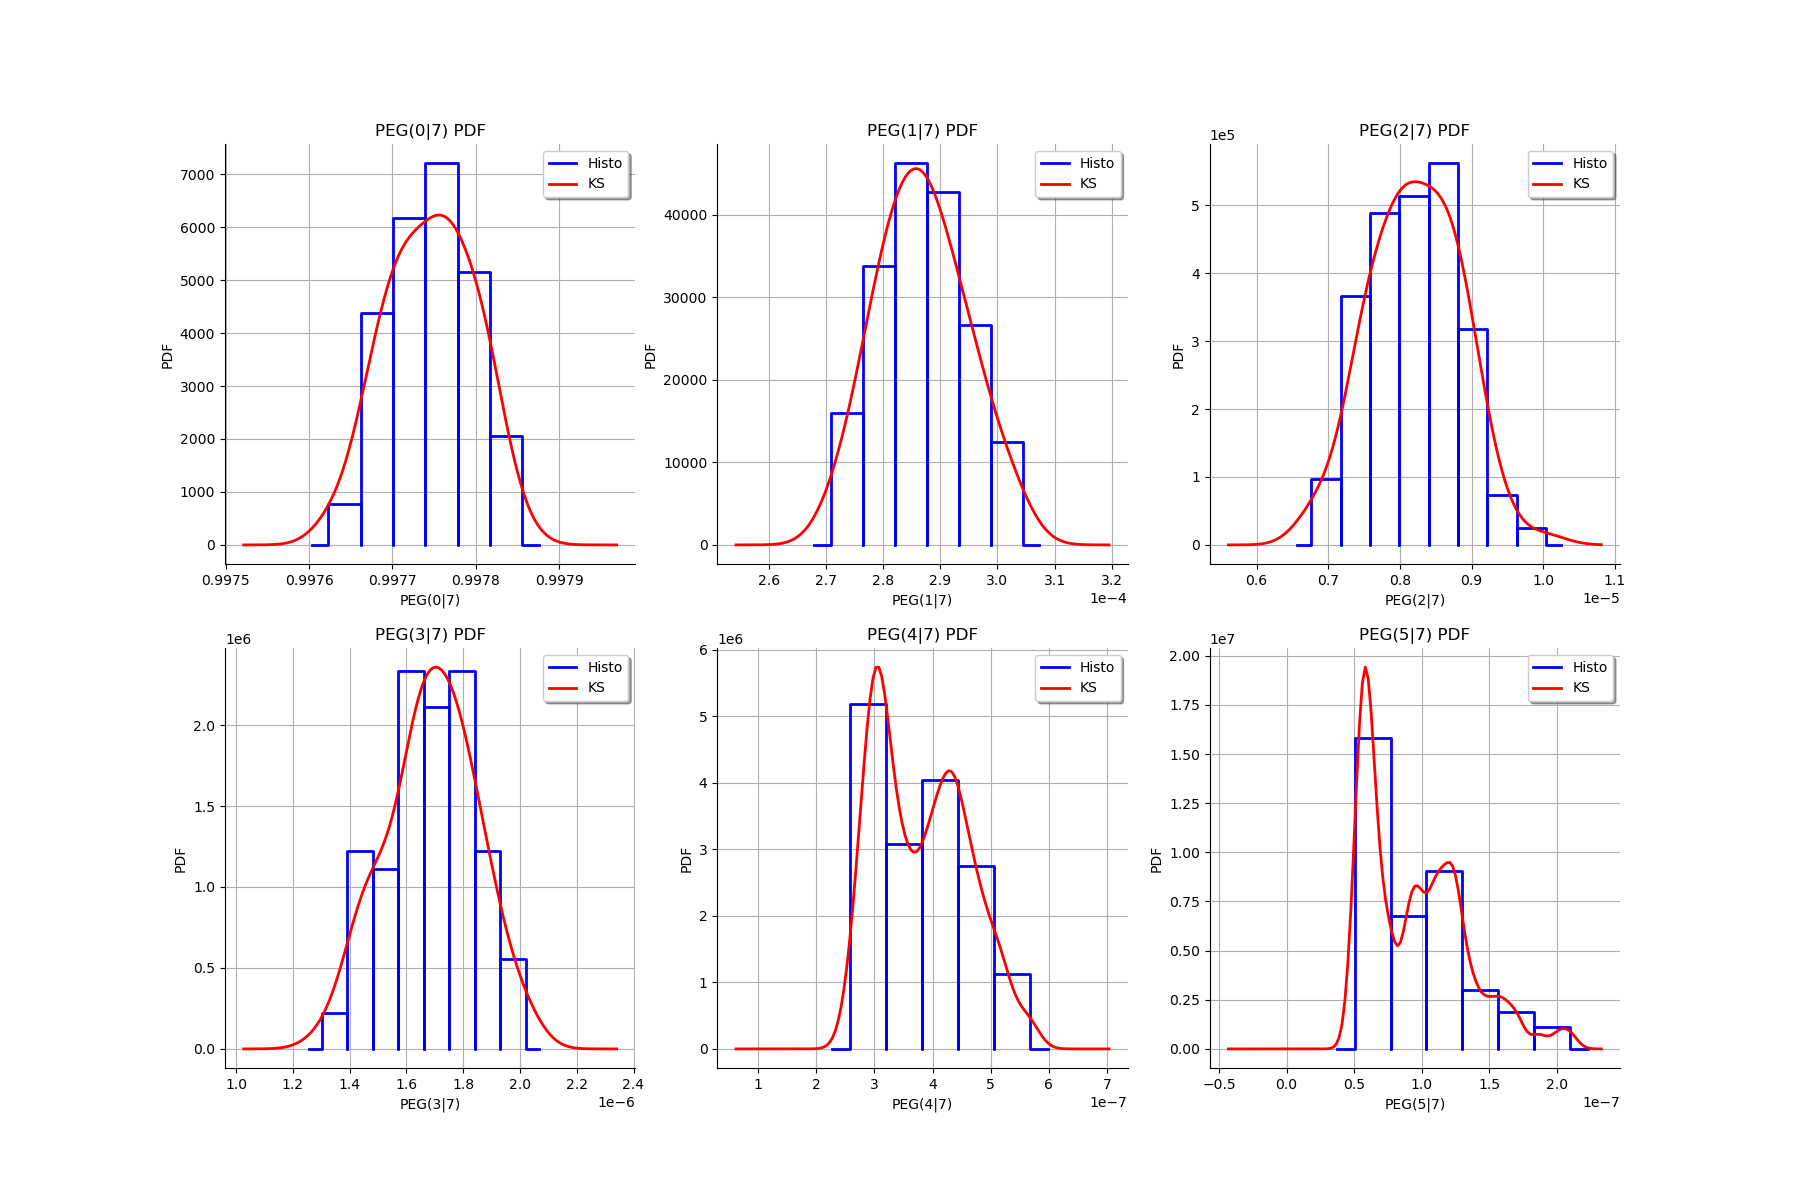 PEG(0|7) PDF
Histo
KS
7000
6000
5000
4000
3000
2000
1000
0
PDF
0.9975 0.9976 0.9977 0.9978 0.9979
PEG(0|7)
PEG(1|7) PDF
Histo
KS
40000
30000
20000
10000
0
PDF
2.6 2.7 2.8 2.9 3.0 3.1 3.2
1e−4
PEG(1|7)
PEG(2|7) PDF
1e5
Histo
KS
5
4
3
2
1
0
PDF
0.6 0.7 0.8 0.9 1.0 1.1
1e−5
PEG(2|7)
PEG(3|7) PDF
1e6
Histo
KS
2.0
1.5
1.0
0.5
0.0
PDF
1.0 1.2 1.4 1.6 1.8 2.0 2.2 2.4
1e−6
PEG(3|7)
PEG(4|7) PDF
1e6
Histo
KS
6
5
4
3
2
1
0
PDF
1 2 3 4 5 6 7
1e−7
PEG(4|7)
PEG(5|7) PDF
1e7
Histo
KS
2.00
1.75
1.50
1.25
1.00
0.75
0.50
0.25
0.00
PDF
−0.5 0.0 0.5 1.0 1.5 2.0
1e−7
PEG(5|7)